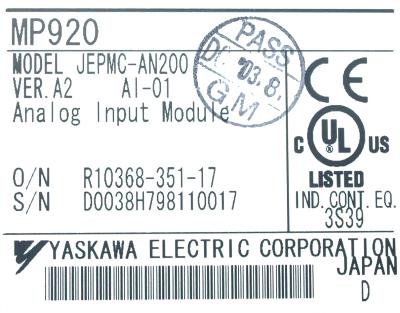 MP920
MODEL JEPMC-AN200
VER. A2 AI-01
Analog Input Module
O/N R10368-351-17
S/N D0038H798110017
PASS
'03.8.
GM
CE
C UL US
LISTED
IND. CONT. EQ.
3S39
YASKAWA ELECTRIC CORPORATION
JAPAN
D